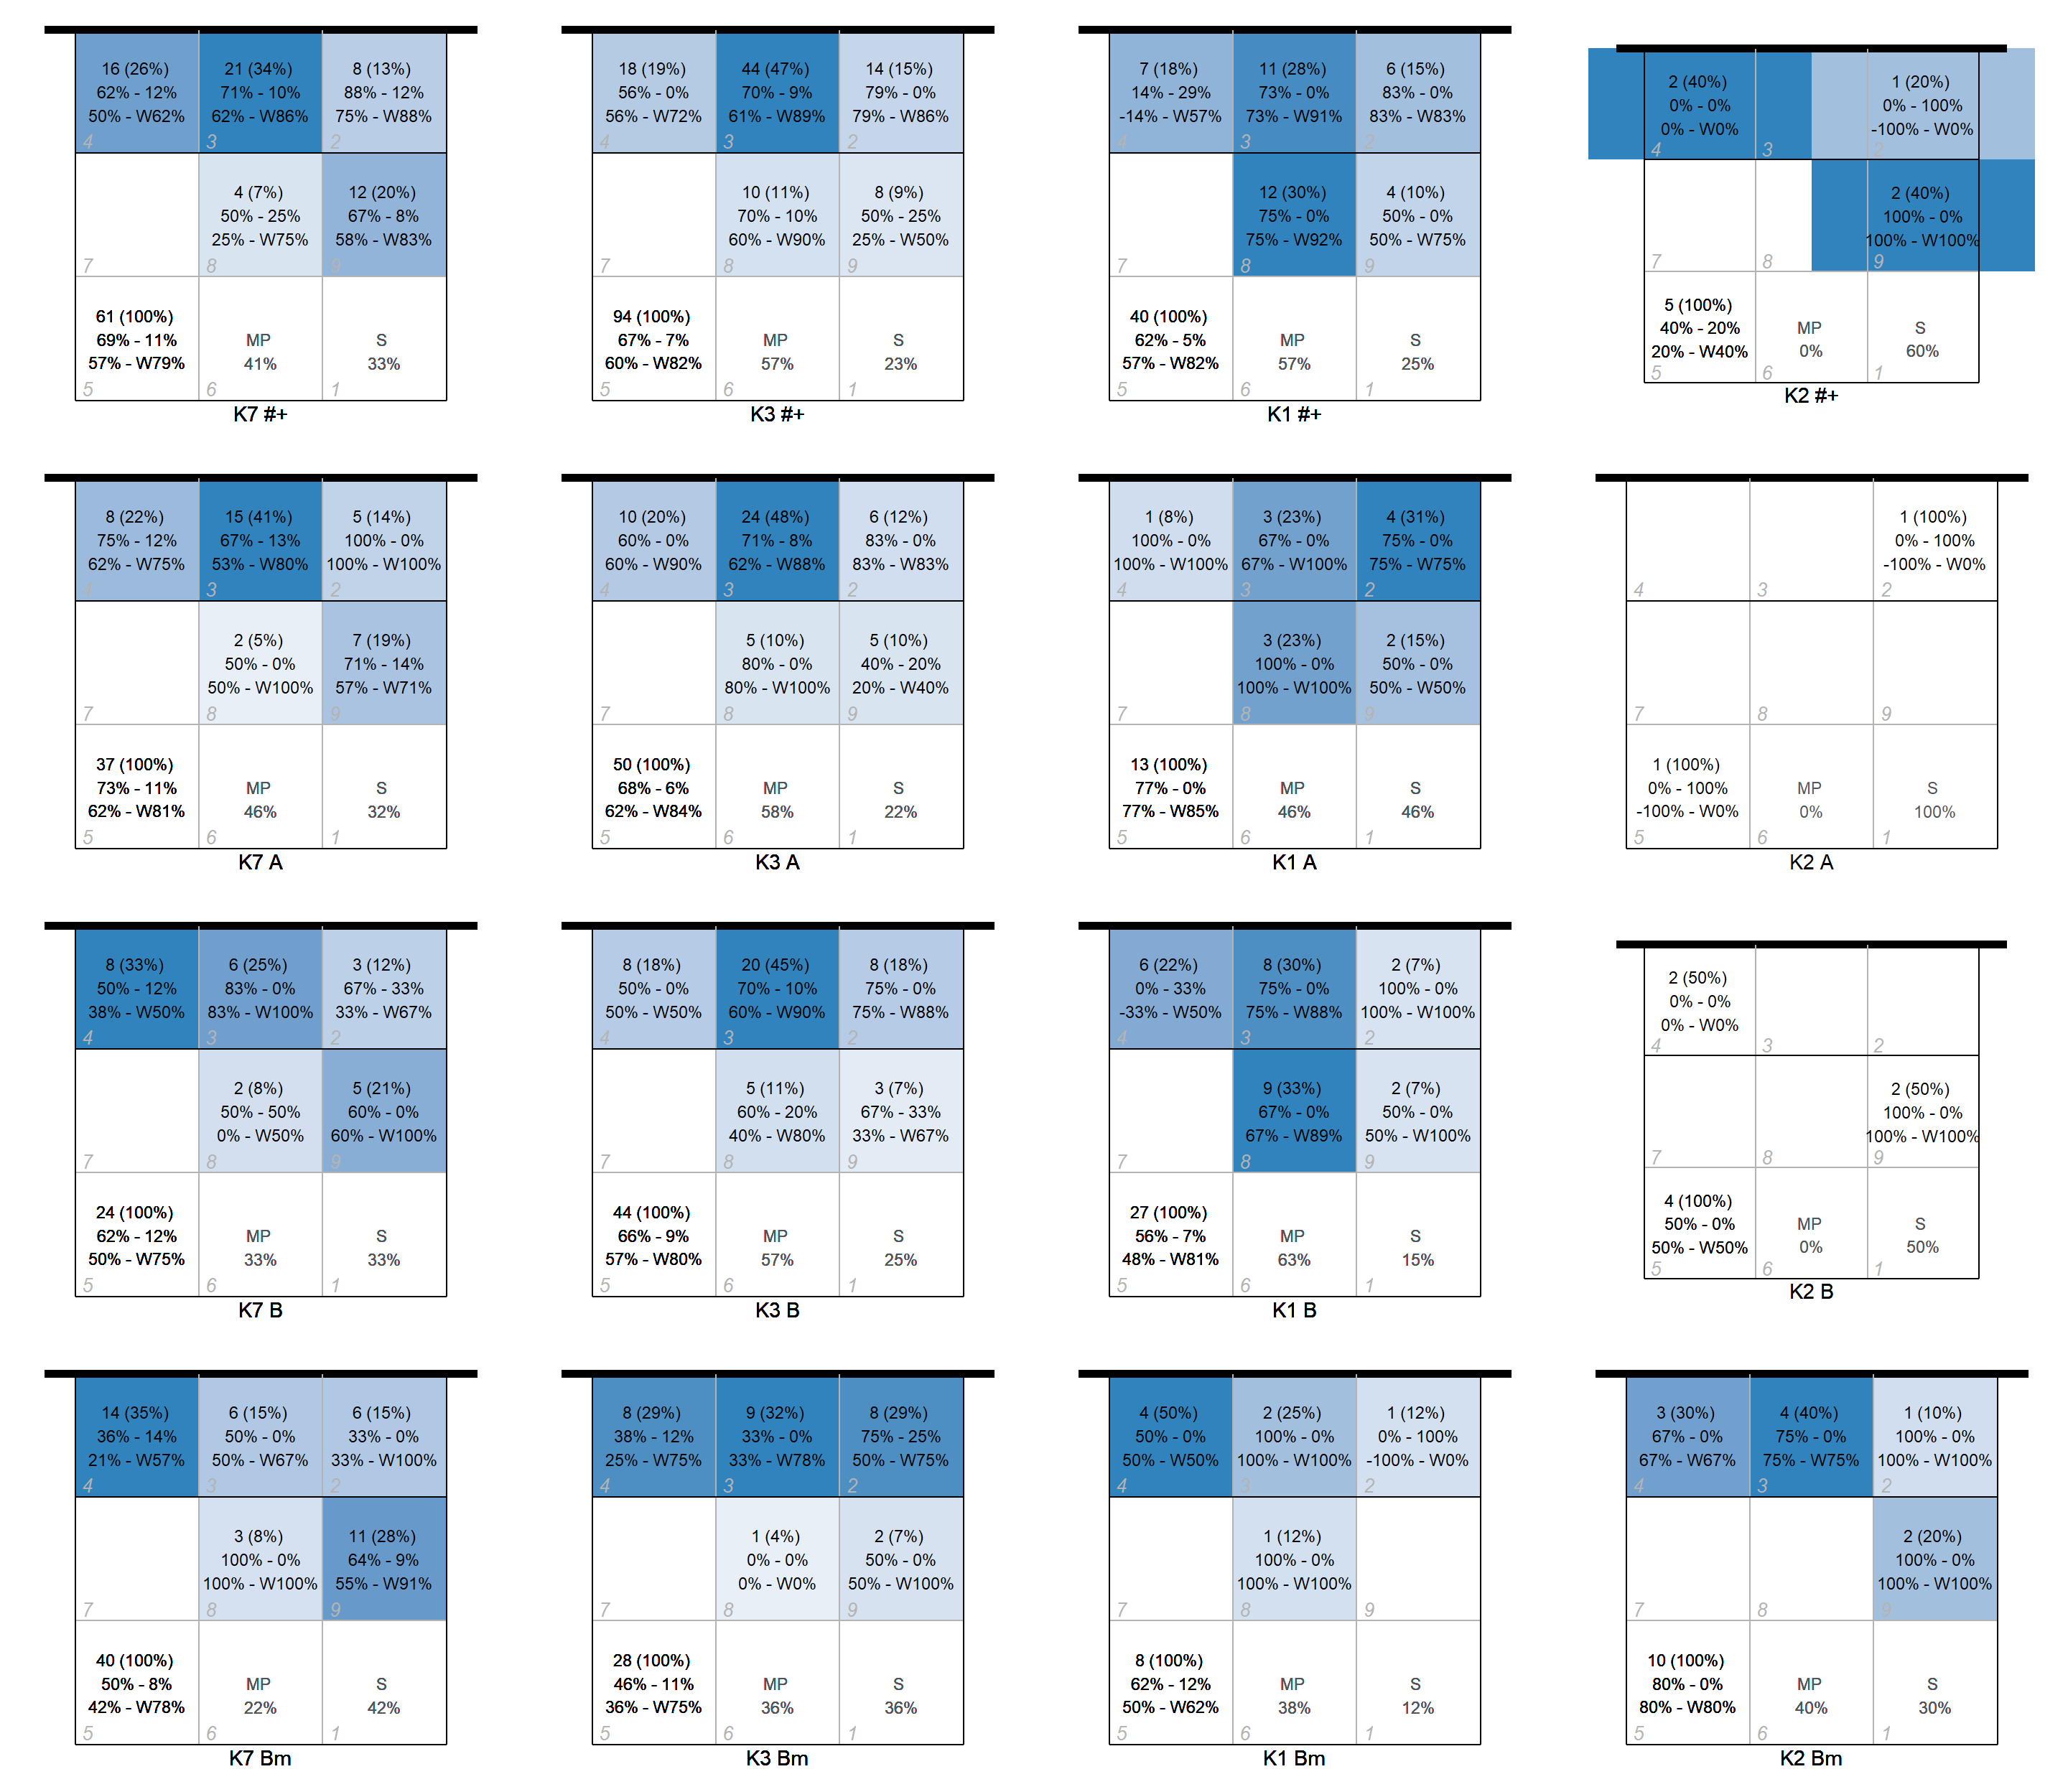 16 (26%)
62% - 12%
50% - W62%
4
21 (34%)
71% - 10%
62% - W86%
3
8 (13%)
88% - 12%
75% - W88%
2
7
4 (7%)
50% - 25%
25% - W75%
8
12 (20%)
67% - 8%
58% - W83%
9
61 (100%)
69% - 11%
57% - W79%
5
MP
41%
6
S
33%
1
K7 #+
18 (19%)
56% - 0%
56% - W72%
4
44 (47%)
70% - 9%
61% - W89%
3
14 (15%)
79% - 0%
79% - W86%
2
7
10 (11%)
70% - 10%
60% - W90%
8
8 (9%)
50% - 25%
25% - W50%
9
94 (100%)
67% - 7%
60% - W82%
5
MP
57%
6
S
23%
1
K3 #+
7 (18%)
14% - 29%
-14% - W57%
4
11 (28%)
73% - 0%
73% - W91%
3
6 (15%)
83% - 0%
83% - W83%
2
7
12 (30%)
75% - 0%
75% - W92%
8
4 (10%)
50% - 0%
50% - W75%
9
40 (100%)
62% - 5%
57% - W82%
5
MP
57%
6
S
25%
1
K1 #+
2 (40%)
0% - 0%
0% - W0%
4
3
1 (20%)
0% - 100%
-100% - W0%
2
7
8
2 (40%)
100% - 0%
100% - W100%
9
5 (100%)
40% - 20%
20% - W40%
5
MP
0%
6
S
60%
1
K2 #+
8 (22%)
75% - 12%
62% - W75%
4
15 (41%)
67% - 13%
53% - W80%
3
5 (14%)
100% - 0%
100% - W100%
2
7
2 (5%)
50% - 0%
50% - W100%
8
7 (19%)
71% - 14%
57% - W71%
9
37 (100%)
73% - 11%
62% - W81%
5
MP
46%
6
S
32%
1
K7 A
10 (20%)
60% - 0%
60% - W90%
4
24 (48%)
71% - 8%
62% - W88%
3
6 (12%)
83% - 0%
83% - W83%
2
7
5 (10%)
80% - 0%
80% - W100%
8
5 (10%)
40% - 20%
20% - W40%
9
50 (100%)
68% - 6%
62% - W84%
5
MP
58%
6
S
22%
1
K3 A
1 (8%)
100% - 0%
100% - W100%
4
3 (23%)
67% - 0%
67% - W100%
3
4 (31%)
75% - 0%
75% - W75%
2
7
3 (23%)
100% - 0%
100% - W100%
8
2 (15%)
50% - 0%
50% - W50%
9
13 (100%)
77% - 0%
77% - W85%
5
MP
46%
6
S
46%
1
K1 A
4
3
1 (100%)
0% - 100%
-100% - W0%
2
7
8
9
1 (100%)
0% - 100%
-100% - W0%
5
MP
0%
6
S
100%
1
K2 A
8 (33%)
50% - 12%
38% - W50%
4
6 (25%)
83% - 0%
83% - W100%
3
3 (12%)
67% - 33%
33% - W67%
2
7
2 (8%)
50% - 50%
0% - W50%
8
5 (21%)
60% - 0%
60% - W100%
9
24 (100%)
62% - 12%
50% - W75%
5
MP
33%
6
S
33%
1
K7 B
8 (18%)
50% - 0%
50% - W50%
4
20 (45%)
70% - 10%
60% - W90%
3
8 (18%)
75% - 0%
75% - W88%
2
7
5 (11%)
60% - 20%
40% - W80%
8
3 (7%)
67% - 33%
33% - W67%
9
44 (100%)
66% - 9%
57% - W80%
5
MP
57%
6
S
25%
1
K3 B
6 (22%)
0% - 33%
-33% - W50%
4
8 (30%)
75% - 0%
75% - W88%
3
2 (7%)
100% - 0%
100% - W100%
2
7
9 (33%)
67% - 0%
67% - W89%
8
2 (7%)
50% - 0%
50% - W100%
9
27 (100%)
56% - 7%
48% - W81%
5
MP
63%
6
S
15%
1
K1 B
2 (50%)
0% - 0%
0% - W0%
4
3
2
7
8
2 (50%)
100% - 0%
100% - W100%
9
4 (100%)
50% - 0%
50% - W50%
5
MP
0%
6
S
50%
1
K2 B
14 (35%)
36% - 14%
21% - W57%
4
6 (15%)
50% - 0%
50% - W67%
3
6 (15%)
33% - 0%
33% - W100%
2
7
3 (8%)
100% - 0%
100% - W100%
8
11 (28%)
64% - 9%
55% - W91%
9
40 (100%)
50% - 8%
42% - W78%
5
MP
22%
6
S
42%
1
K7 Bm
8 (29%)
38% - 12%
25% - W75%
4
9 (32%)
33% - 0%
33% - W78%
3
8 (29%)
75% - 25%
50% - W75%
2
7
1 (4%)
0% - 0%
0% - W0%
8
2 (7%)
50% - 0%
50% - W100%
9
28 (100%)
46% - 11%
36% - W75%
5
MP
36%
6
S
36%
1
K3 Bm
4 (50%)
50% - 0%
50% - W50%
4
2 (25%)
100% - 0%
100% - W100%
3
1 (12%)
0% - 100%
-100% - W0%
2
7
1 (12%)
100% - 0%
100% - W100%
8
9
8 (100%)
62% - 12%
50% - W62%
5
MP
38%
6
S
12%
1
K1 Bm
3 (30%)
67% - 0%
67% - W67%
4
4 (40%)
75% - 0%
75% - W75%
3
1 (10%)
100% - 0%
100% - W100%
2
7
8
2 (20%)
100% - 0%
100% - W100%
9
10 (100%)
80% - 0%
80% - W80%
5
MP
40%
6
S
30%
1
K2 Bm